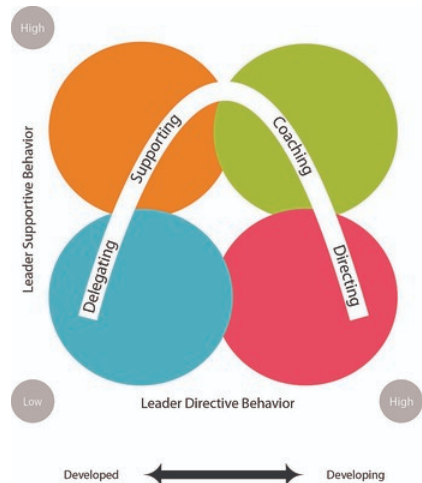 High
Leader Supportive Behavior
Supporting
Coaching
Delegating
Directing
Low
Leader Directive Behavior
High
Developed
Developing